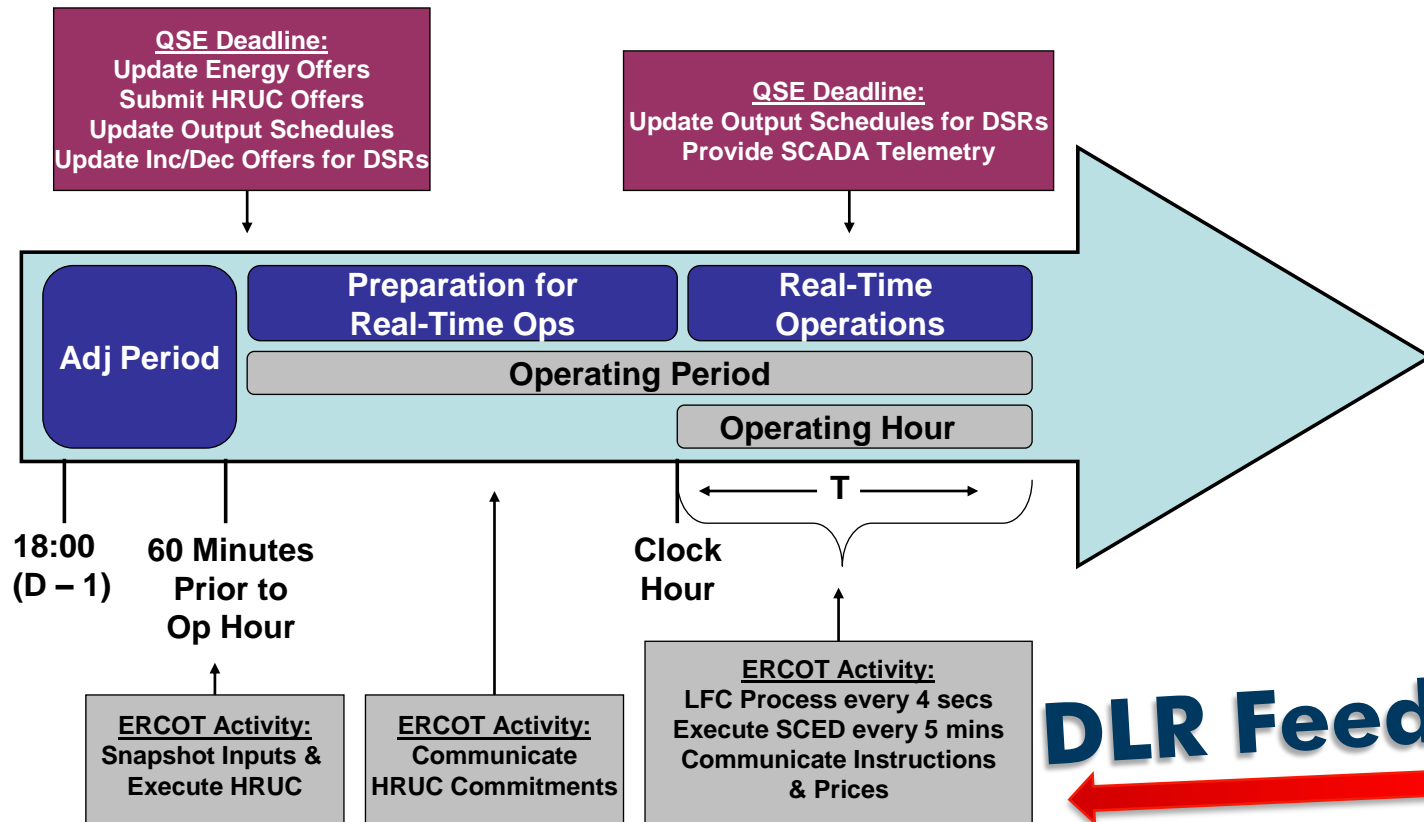 QSE Deadline:
Update Energy Offers
Submit HRUC Offers
Update Output Schedules
Update Inc/Dec Offers for DSRs
QSE Deadline:
Update Output Schedules for DSRs
Provide SCADA Telemetry
Adj Period
Preparation for
Real-Time Ops
Real-Time
Operations
Operating Period
Operating Hour
T
18:00
(D – 1)
60 Minutes
Prior to
Op Hour
Clock
Hour
ERCOT Activity:
Snapshot Inputs &
Execute HRUC
ERCOT Activity:
Communicate
HRUC Commitments
ERCOT Activity:
LFC Process every 4 secs
Execute SCED every 5 mins
Communicate Instructions
& Prices
DLR Feed